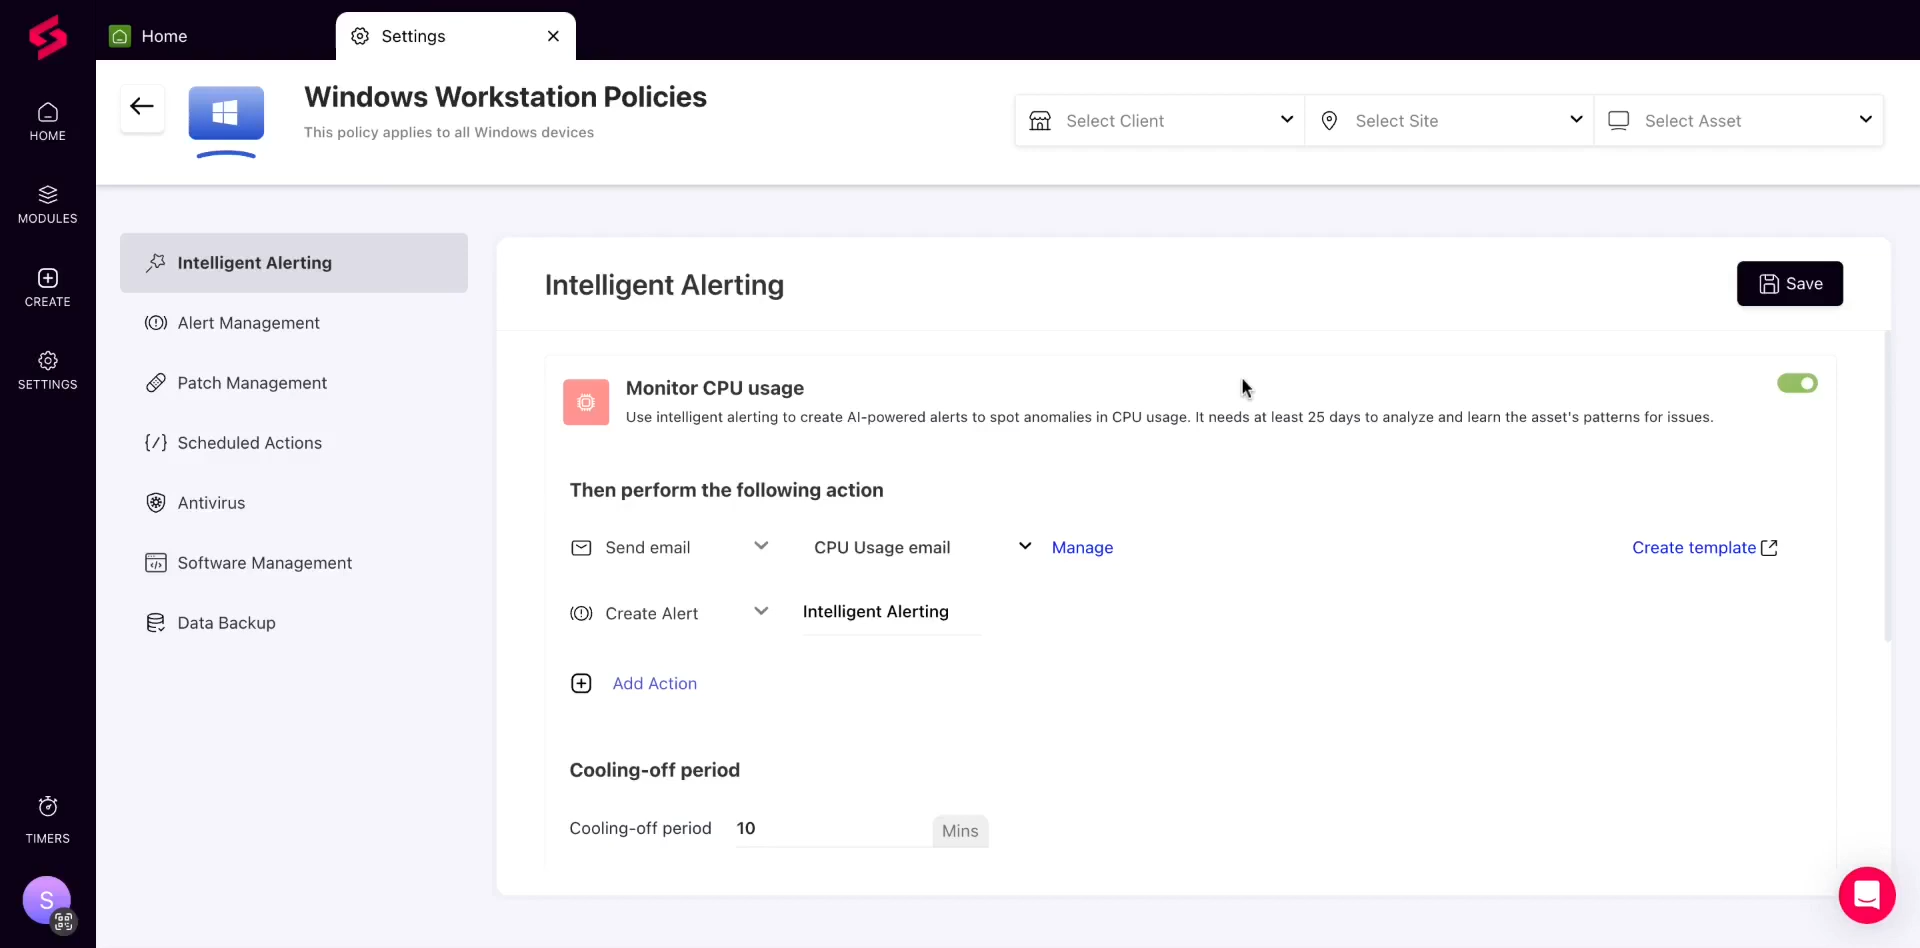 Home
Settings
HOME
MODULES
CREATE
SETTINGS
TIMERS
S
Windows Workstation Policies
This policy applies to all Windows devices
Select Client
Select Site
Select Asset
Intelligent Alerting
Alert Management
Patch Management
Scheduled Actions
Antivirus
Software Management
Data Backup
Intelligent Alerting
Save
Monitor CPU usage
Use intelligent alerting to create AI-powered alerts to spot anomalies in CPU usage. It needs at least 25 days to analyze and learn the asset's patterns for issues.
Then perform the following action
Send email
CPU Usage email
Manage
Create template
Create Alert
Intelligent Alerting
Add Action
Cooling-off period
Cooling-off period 10 Mins